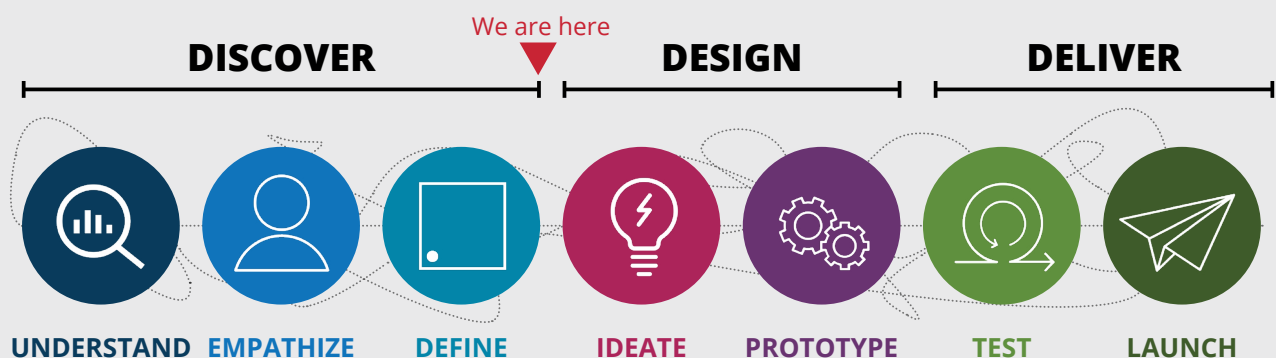 We are here
DISCOVER
DESIGN
DELIVER
UNDERSTAND
EMPATHIZE
DEFINE
IDEATE
PROTOTYPE
TEST
LAUNCH